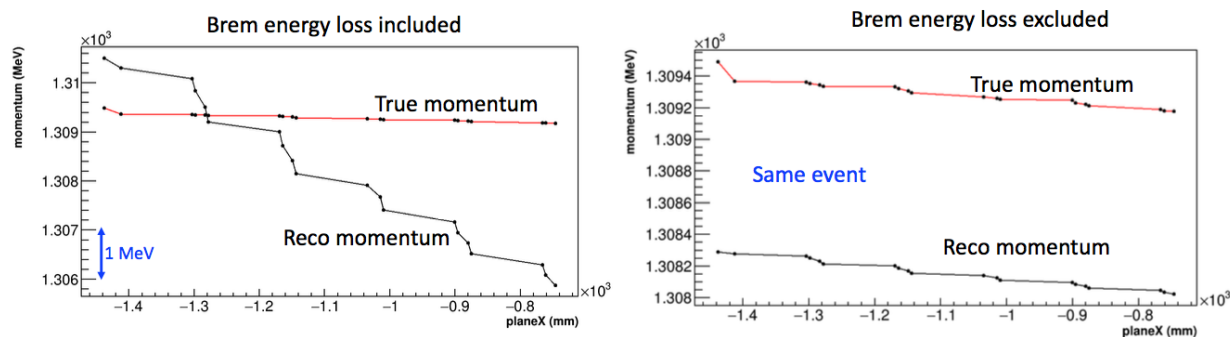 Brem energy loss included
×10³
momentum (MeV)
1.31
1.309
1.308
1.307
1.306
True momentum
Reco momentum
1 MeV
−1.4
−1.3
−1.2
−1.1
−1
−0.9
−0.8
×10³
planeX (mm)
Brem energy loss excluded
×10³
momentum (MeV)
1.3094
1.3092
1.309
1.3088
1.3086
1.3084
1.3082
1.308
True momentum
Same event
Reco momentum
−1.4
−1.3
−1.2
−1.1
−1
−0.9
−0.8
×10³
planeX (mm)